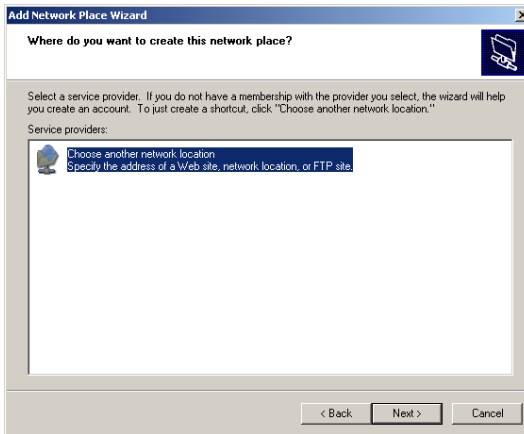 Add Network Place Wizard
Where do you want to create this network place?
Select a service provider. If you do not have a membership with the provider you select, the wizard will help
you create an account. To just create a shortcut, click "Choose another network location."
Service providers:
Choose another network location
Specify the address of a Web site, network location, or FTP site.
< Back
Next >
Cancel